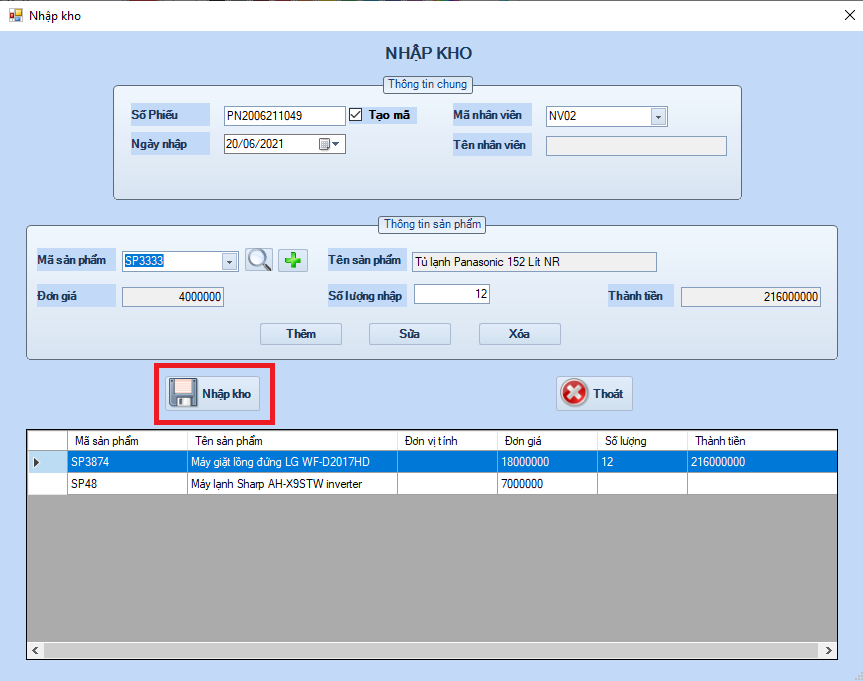 Nhập kho
NHẬP KHO
Thông tin chung
Số Phiếu PN2006211049 Tạo mã Mã nhân viên NV02
Ngày nhập 20/06/2021 Tên nhân viên
Thông tin sản phẩm
Mã sản phẩm SP3333 Tên sản phẩm Tủ lạnh Panasonic 152 Lít NR
Đơn giá 4000000 Số lượng nhập 12 Thành tiền 216000000
Thêm Sửa Xóa
Nhập kho Thoát
Mã sản phẩm Tên sản phẩm Đơn vị tính Đơn giá Số lượng Thành tiền
SP3874 Máy giặt lồng đứng LG WF-D2017HD 18000000 12 216000000
SP48 Máy lạnh Sharp AH-X9STW inverter 7000000